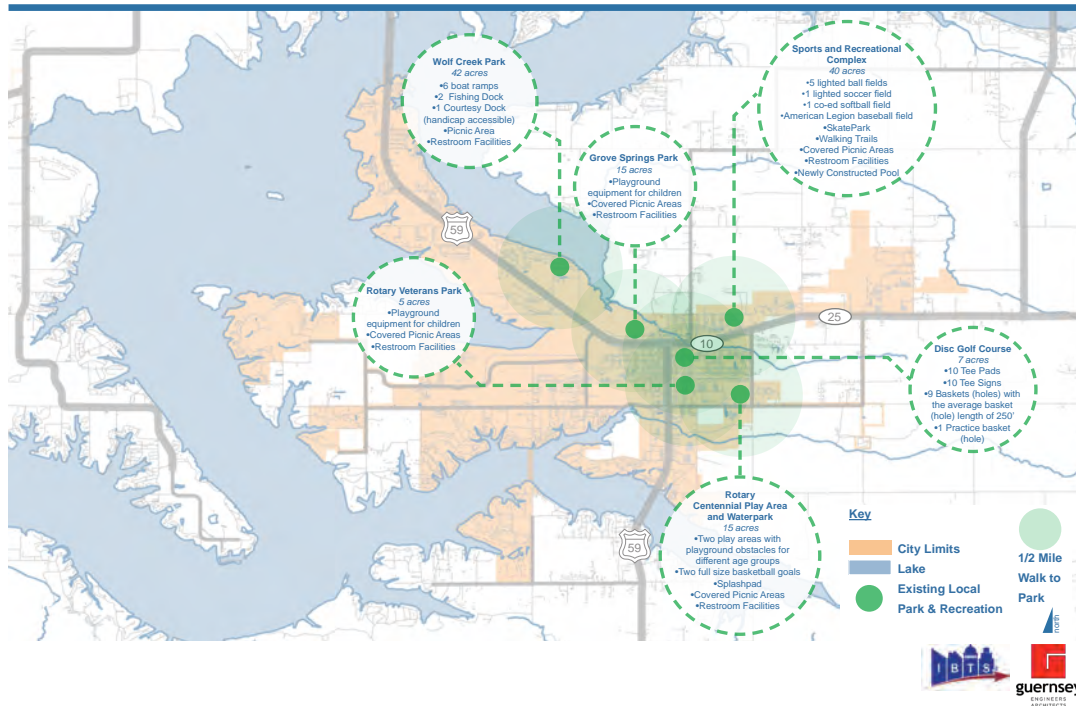 Wolf Creek Park
42 acres
•6 boat ramps
•2 Fishing Dock
•1 Courtesy Dock
(handicap accessible)
•Picnic Area
•Restroom Facilities
Sports and Recreational
Complex
40 acres
•5 lighted ball fields
•1 lighted soccer field
•1 co-ed softball field
•American Legion baseball field
•SkatePark
•Walking Trails
•Covered Picnic Areas
•Restroom Facilities
•Newly Constructed Pool
Grove Springs Park
15 acres
•Playground
equipment for children
•Covered Picnic Areas
•Restroom Facilities
59
Rotary Veterans Park
5 acres
•Playground
equipment for children
•Covered Picnic Areas
•Restroom Facilities
25
10
Disc Golf Course
7 acres
•10 Tee Pads
•10 Tee Signs
•9 Baskets (holes) with
the average basket
(hole) length of 250'
•1 Practice basket
(hole)
Rotary
Centennial Play Area
and Waterpark
15 acres
•Two play areas with
playground obstacles for
different age groups
•Two full size basketball goals
•Splashpad
•Covered Picnic Areas
•Restroom Facilities
59
Key
City Limits
Lake
Existing Local
Park & Recreation
1/2 Mile
Walk to
Park
north
IBTS
guernsey
ENGINEERS
ARCHITECTS